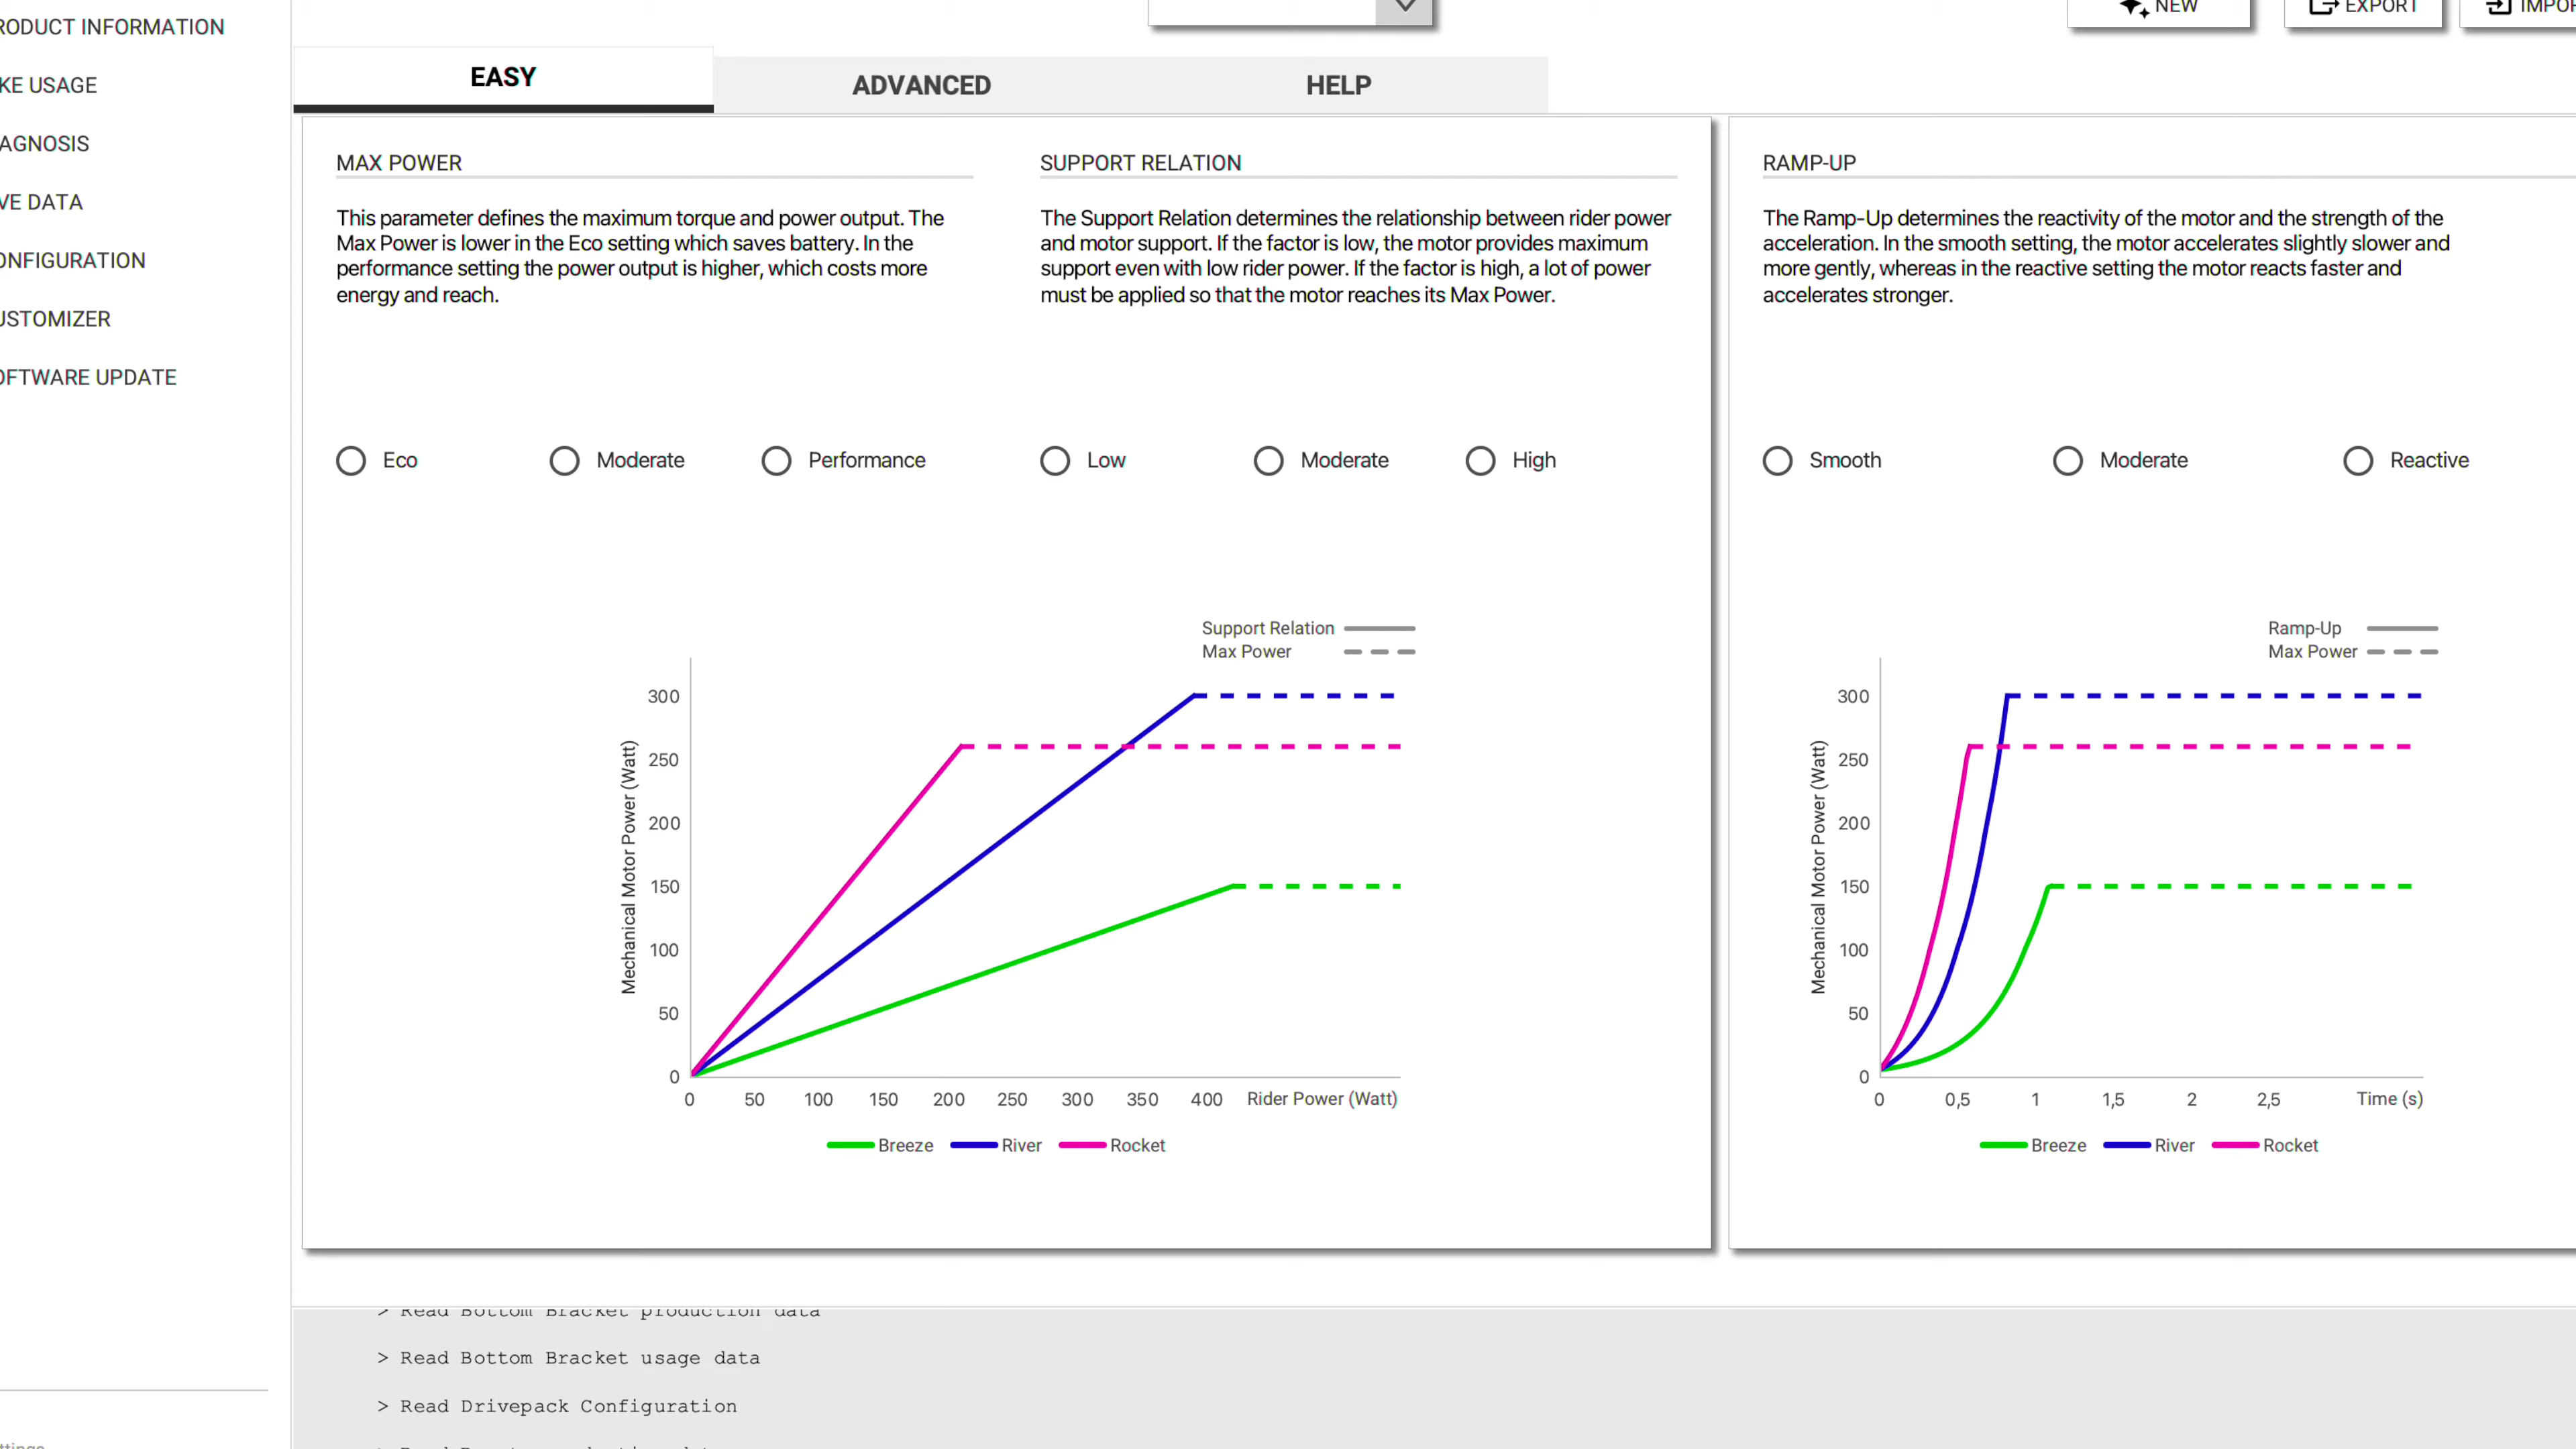 RODUCT INFORMATION
KE USAGE
AGNOSIS
VE DATA
ONFIGURATION
USTOMIZER
OFTWARE UPDATE
NEW
EXPORT
IMPOR
EASY
ADVANCED
HELP
MAX POWER
This parameter defines the maximum torque and power output. The
Max Power is lower in the Eco setting which saves battery. In the
performance setting the power output is higher, which costs more
energy and reach.
Eco
Moderate
Performance
SUPPORT RELATION
The Support Relation determines the relationship between rider power
and motor support. If the factor is low, the motor provides maximum
support even with low rider power. If the factor is high, a lot of power
must be applied so that the motor reaches its Max Power.
Low
Moderate
High
Support Relation
Max Power
Mechanical Motor Power (Watt)
300
250
200
150
100
50
0
0 50 100 150 200 250 300 350 400 Rider Power (Watt)
Breeze River Rocket
RAMP-UP
The Ramp-Up determines the reactivity of the motor and the strength of the
acceleration. In the smooth setting, the motor accelerates slightly slower and
more gently, whereas in the reactive setting the motor reacts faster and
accelerates stronger.
Smooth
Moderate
Reactive
Ramp-Up
Max Power
Mechanical Motor Power (Watt)
300
250
200
150
100
50
0
0 0,5 1 1,5 2 2,5 Time (s)
Breeze River Rocket
> Read Bottom Bracket production data
> Read Bottom Bracket usage data
> Read Drivepack Configuration